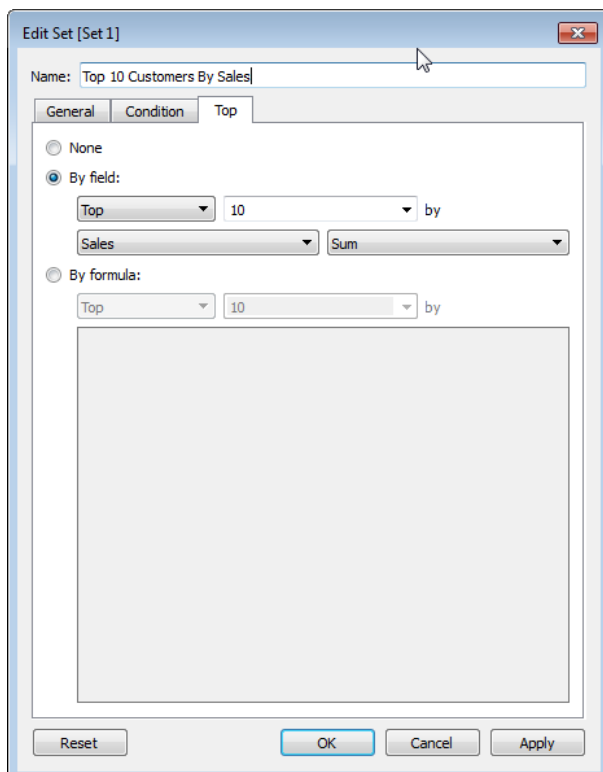 Edit Set [Set 1]
Name: Top 10 Customers By Sales
General Condition Top
None
By field:
Top 10 by
Sales Sum
By formula:
Top 10 by
Reset OK Cancel Apply